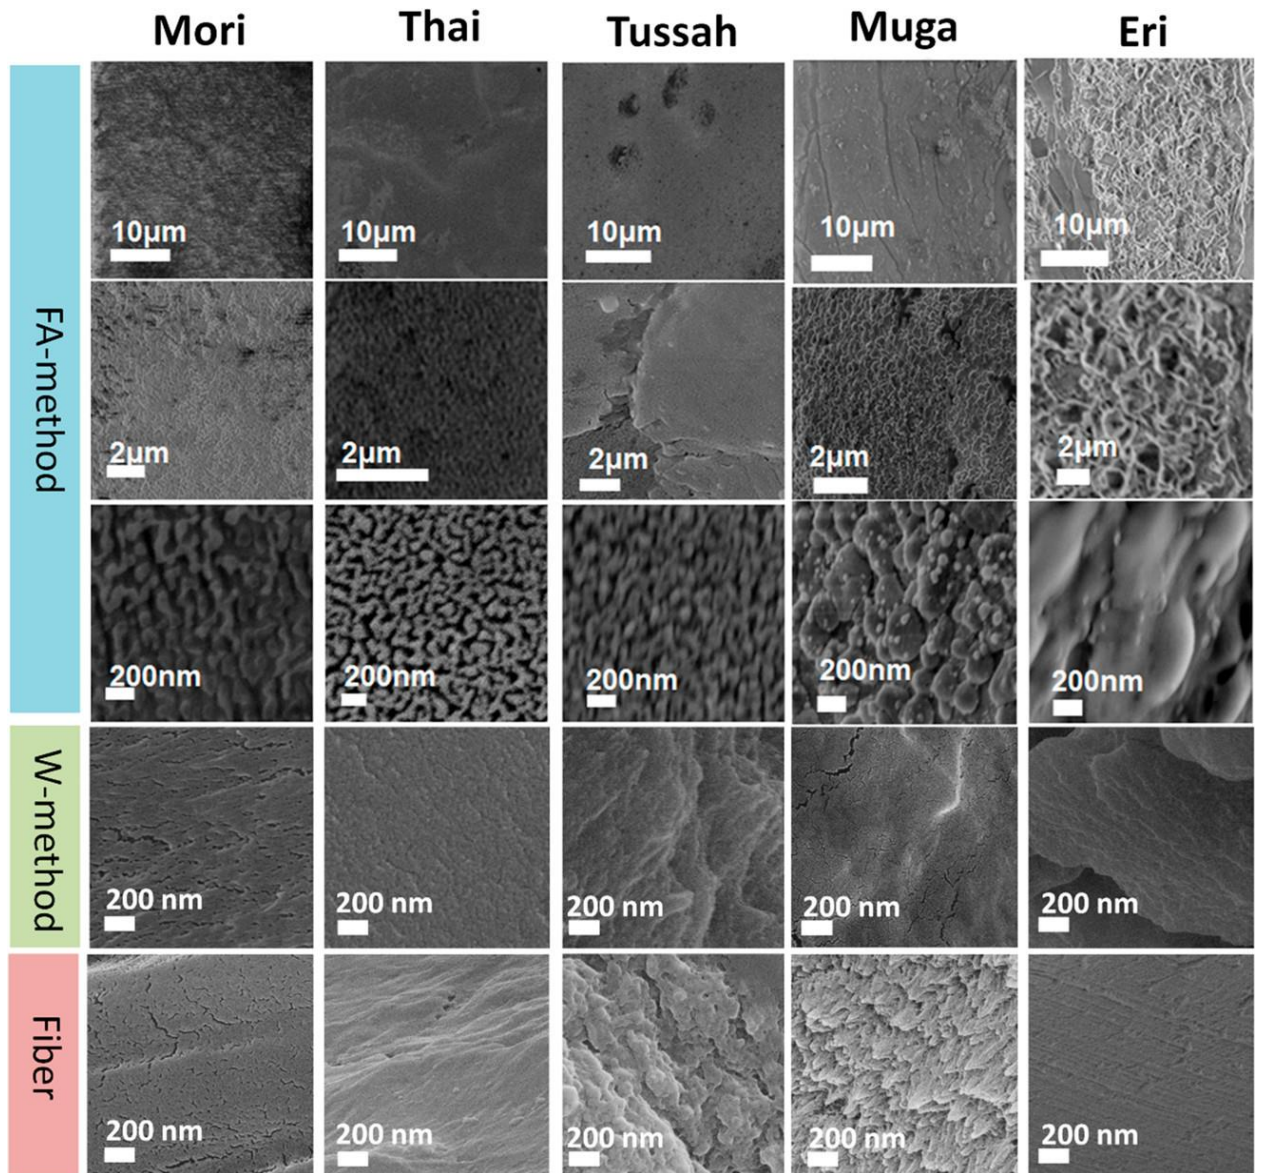 Mori Thai Tussah Muga Eri
FA-method
10μm 10μm 10μm 10μm 10μm
2μm 2μm 2μm 2μm 2μm
200nm 200nm 200nm 200nm 200nm
W-method
200 nm 200 nm 200 nm 200 nm 200 nm
Fiber
200 nm 200 nm 200 nm 200 nm 200 nm